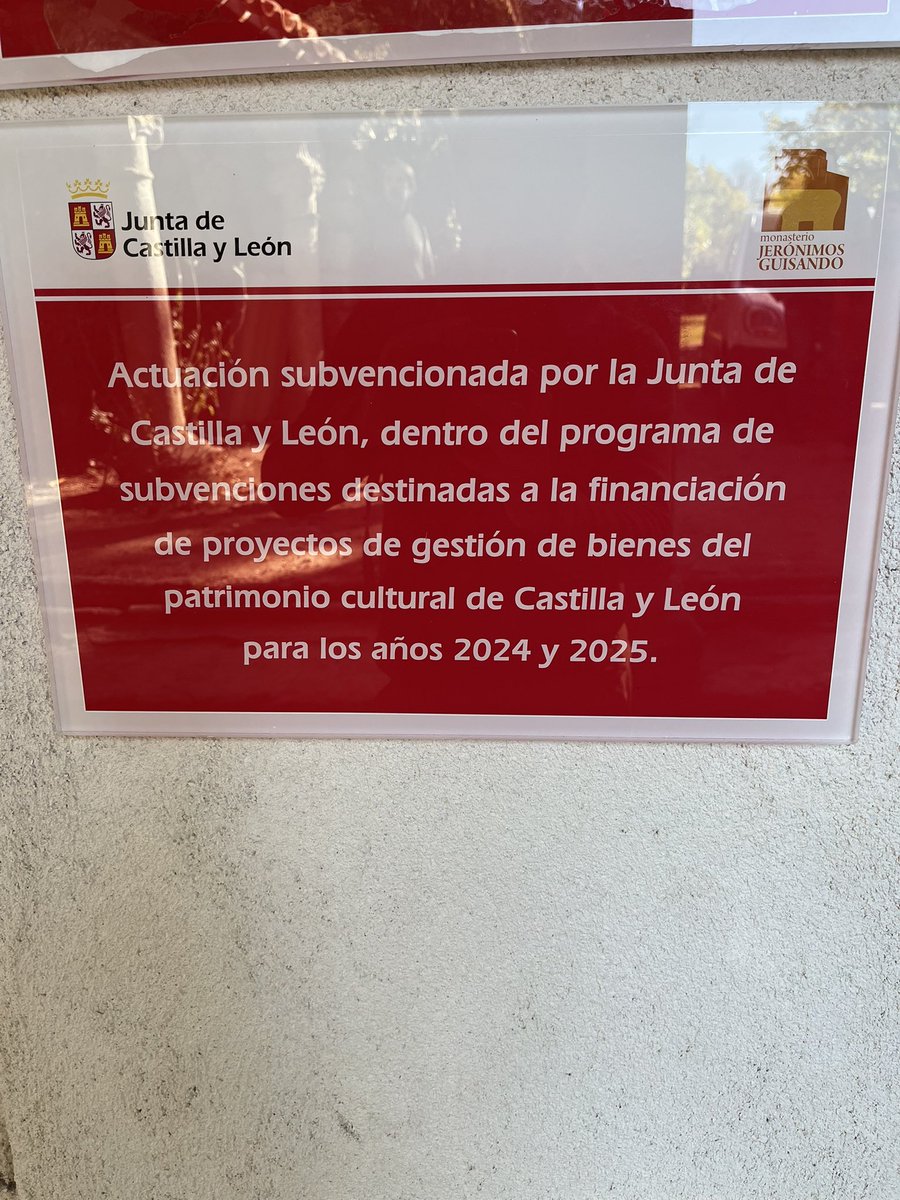 Junta de
Castilla y León
monasterio
JERÓNIMOS
GUISANDO
Actuación subvencionada por la Junta de
Castilla y León, dentro del programa de
subvenciones destinadas a la financiación
de proyectos de gestión de bienes del
patrimonio cultural de Castilla y León
para los años 2024 y 2025.